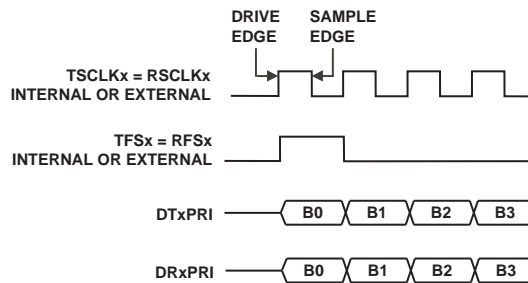 DRIVE EDGE
SAMPLE EDGE
TSCLKx = RSCLKx
INTERNAL OR EXTERNAL
TFSx = RFSx
INTERNAL OR EXTERNAL
DTxPRI B0 B1 B2 B3
DRxPRI B0 B1 B2 B3